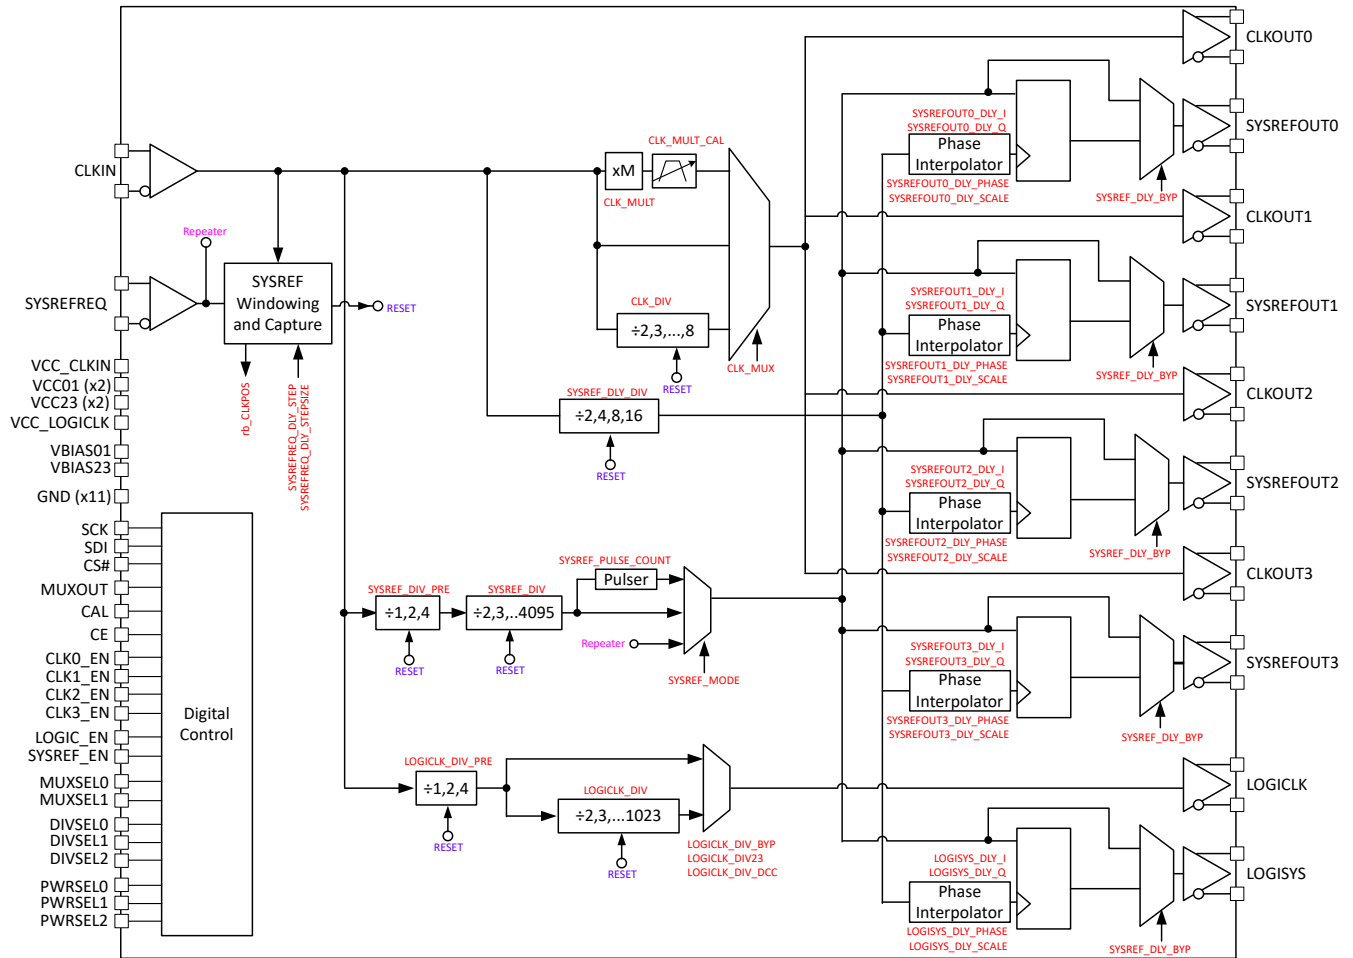 CLKOUT0
SYSREFOUT0_DLY_I
SYSREFOUT0_DLY_Q
Phase
Interpolator
SYSREFOUT0_DLY_PHASE
SYSREFOUT0_DLY_SCALE
SYSREF_DLY_BYP
SYSREFOUT0
CLKIN
CLK_MULT_CAL
xM
CLK_MULT
CLKOUT1
Repeater
SYSREFREQ
SYSREF
Windowing
and Capture
RESET
rb_CLKPOS
SYSREFREQ_DLY_STEP
SYSREFREQ_DLY_STEPSIZE
CLK_DIV
÷2,3,...,8
RESET
CLK_MUX
SYSREFOUT1_DLY_I
SYSREFOUT1_DLY_Q
Phase
Interpolator
SYSREFOUT1_DLY_PHASE
SYSREFOUT1_DLY_SCALE
SYSREF_DLY_BYP
SYSREFOUT1
VCC_CLKIN
VCC01 (x2)
VCC23 (x2)
VCC_LOGICLK
VBIAS01
VBIAS23
GND (x11)
SYSREF_DLY_DIV
÷2,4,8,16
RESET
CLKOUT2
SYSREFOUT2_DLY_I
SYSREFOUT2_DLY_Q
Phase
Interpolator
SYSREFOUT2_DLY_PHASE
SYSREFOUT2_DLY_SCALE
SYSREF_DLY_BYP
SYSREFOUT2
SCK
SDI
CS#
MUXOUT
CAL
CE
CLK0_EN
CLK1_EN
CLK2_EN
CLK3_EN
LOGIC_EN
SYSREF_EN
MUXSEL0
MUXSEL1
DIVSEL0
DIVSEL1
DIVSEL2
PWRSEL0
PWRSEL1
PWRSEL2
Digital
Control
SYSREF_DIV_PRE
÷1,2,4
RESET
SYSREF_DIV
÷2,3,..4095
RESET
SYSREF_PULSE_COUNT
Pulser
Repeater
SYSREF_MODE
CLKOUT3
SYSREFOUT3_DLY_I
SYSREFOUT3_DLY_Q
Phase
Interpolator
SYSREFOUT3_DLY_PHASE
SYSREFOUT3_DLY_SCALE
SYSREF_DLY_BYP
SYSREFOUT3
LOGICLK_DIV_PRE
÷1,2,4
RESET
LOGICLK_DIV
÷2,3,...1023
RESET
LOGICLK_DIV_BYP
LOGICLK_DIV23
LOGICLK_DIV_DCC
LOGICLK
LOGISYS_DLY_I
LOGISYS_DLY_Q
Phase
Interpolator
LOGISYS_DLY_PHASE
LOGISYS_DLY_SCALE
SYSREF_DLY_BYP
LOGISYS